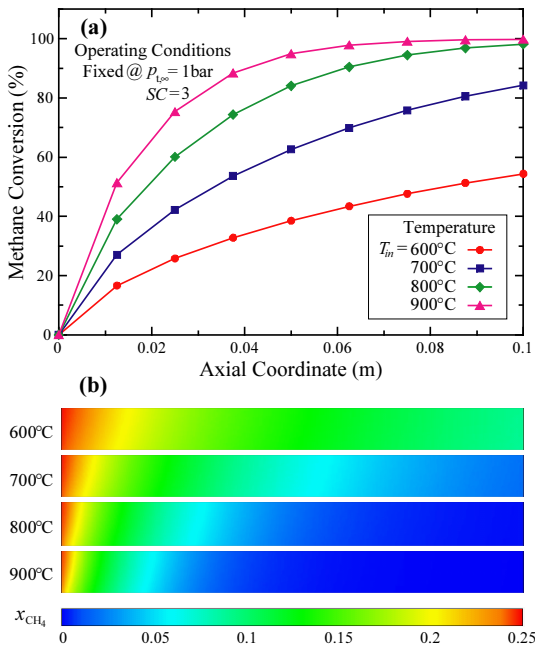 (a)
Operating Conditions
Fixed @ p_t,∞ = 1bar
SC = 3
Methane Conversion (%)
100
80
60
40
20
0
Temperature
T_in = 600°C
700°C
800°C
900°C
0 0.02 0.04 0.06 0.08 0.1
Axial Coordinate (m)
(b)
600℃
700℃
800℃
900℃
x_CH₄
0 0.05 0.1 0.15 0.2 0.25